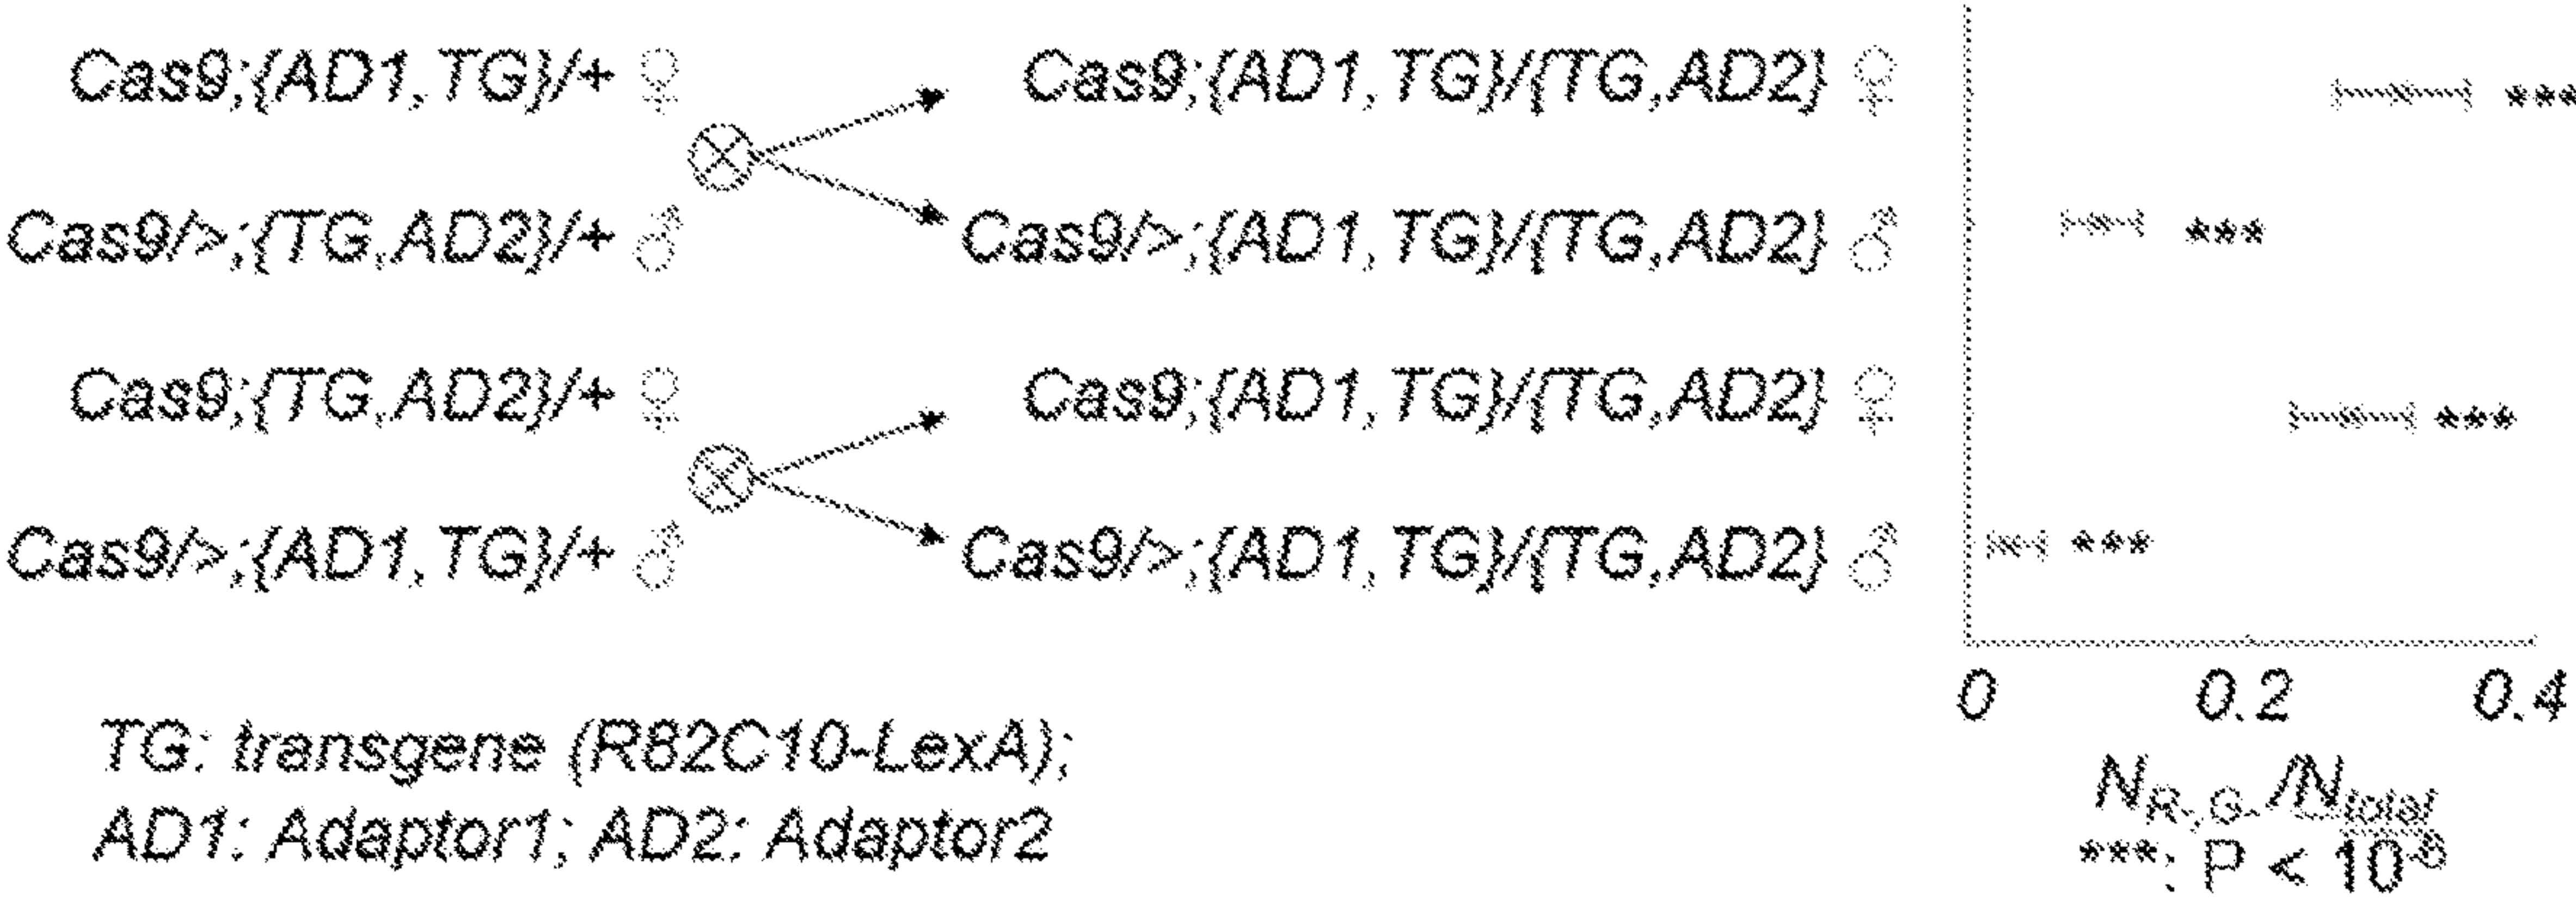 Cas9;{AD1,TG}/+ ♀ Cas9;{AD1,TG}/{TG,AD2} ♀ ***
Cas9/>;{TG,AD2}/+ ♂ Cas9/>;{AD1,TG}/{TG,AD2} ♂ ***
Cas9;{TG,AD2}/+ ♀ Cas9;{AD1,TG}/{TG,AD2} ♀ ***
Cas9/>;{AD1,TG}/+ ♂ Cas9/>;{AD1,TG}/{TG,AD2} ♂ ***
0 0.2 0.4
TG: transgene (R82C10-LexA);
AD1: Adaptor1; AD2: Adaptor2
NR-,G- /Ntotal
***: P < 10